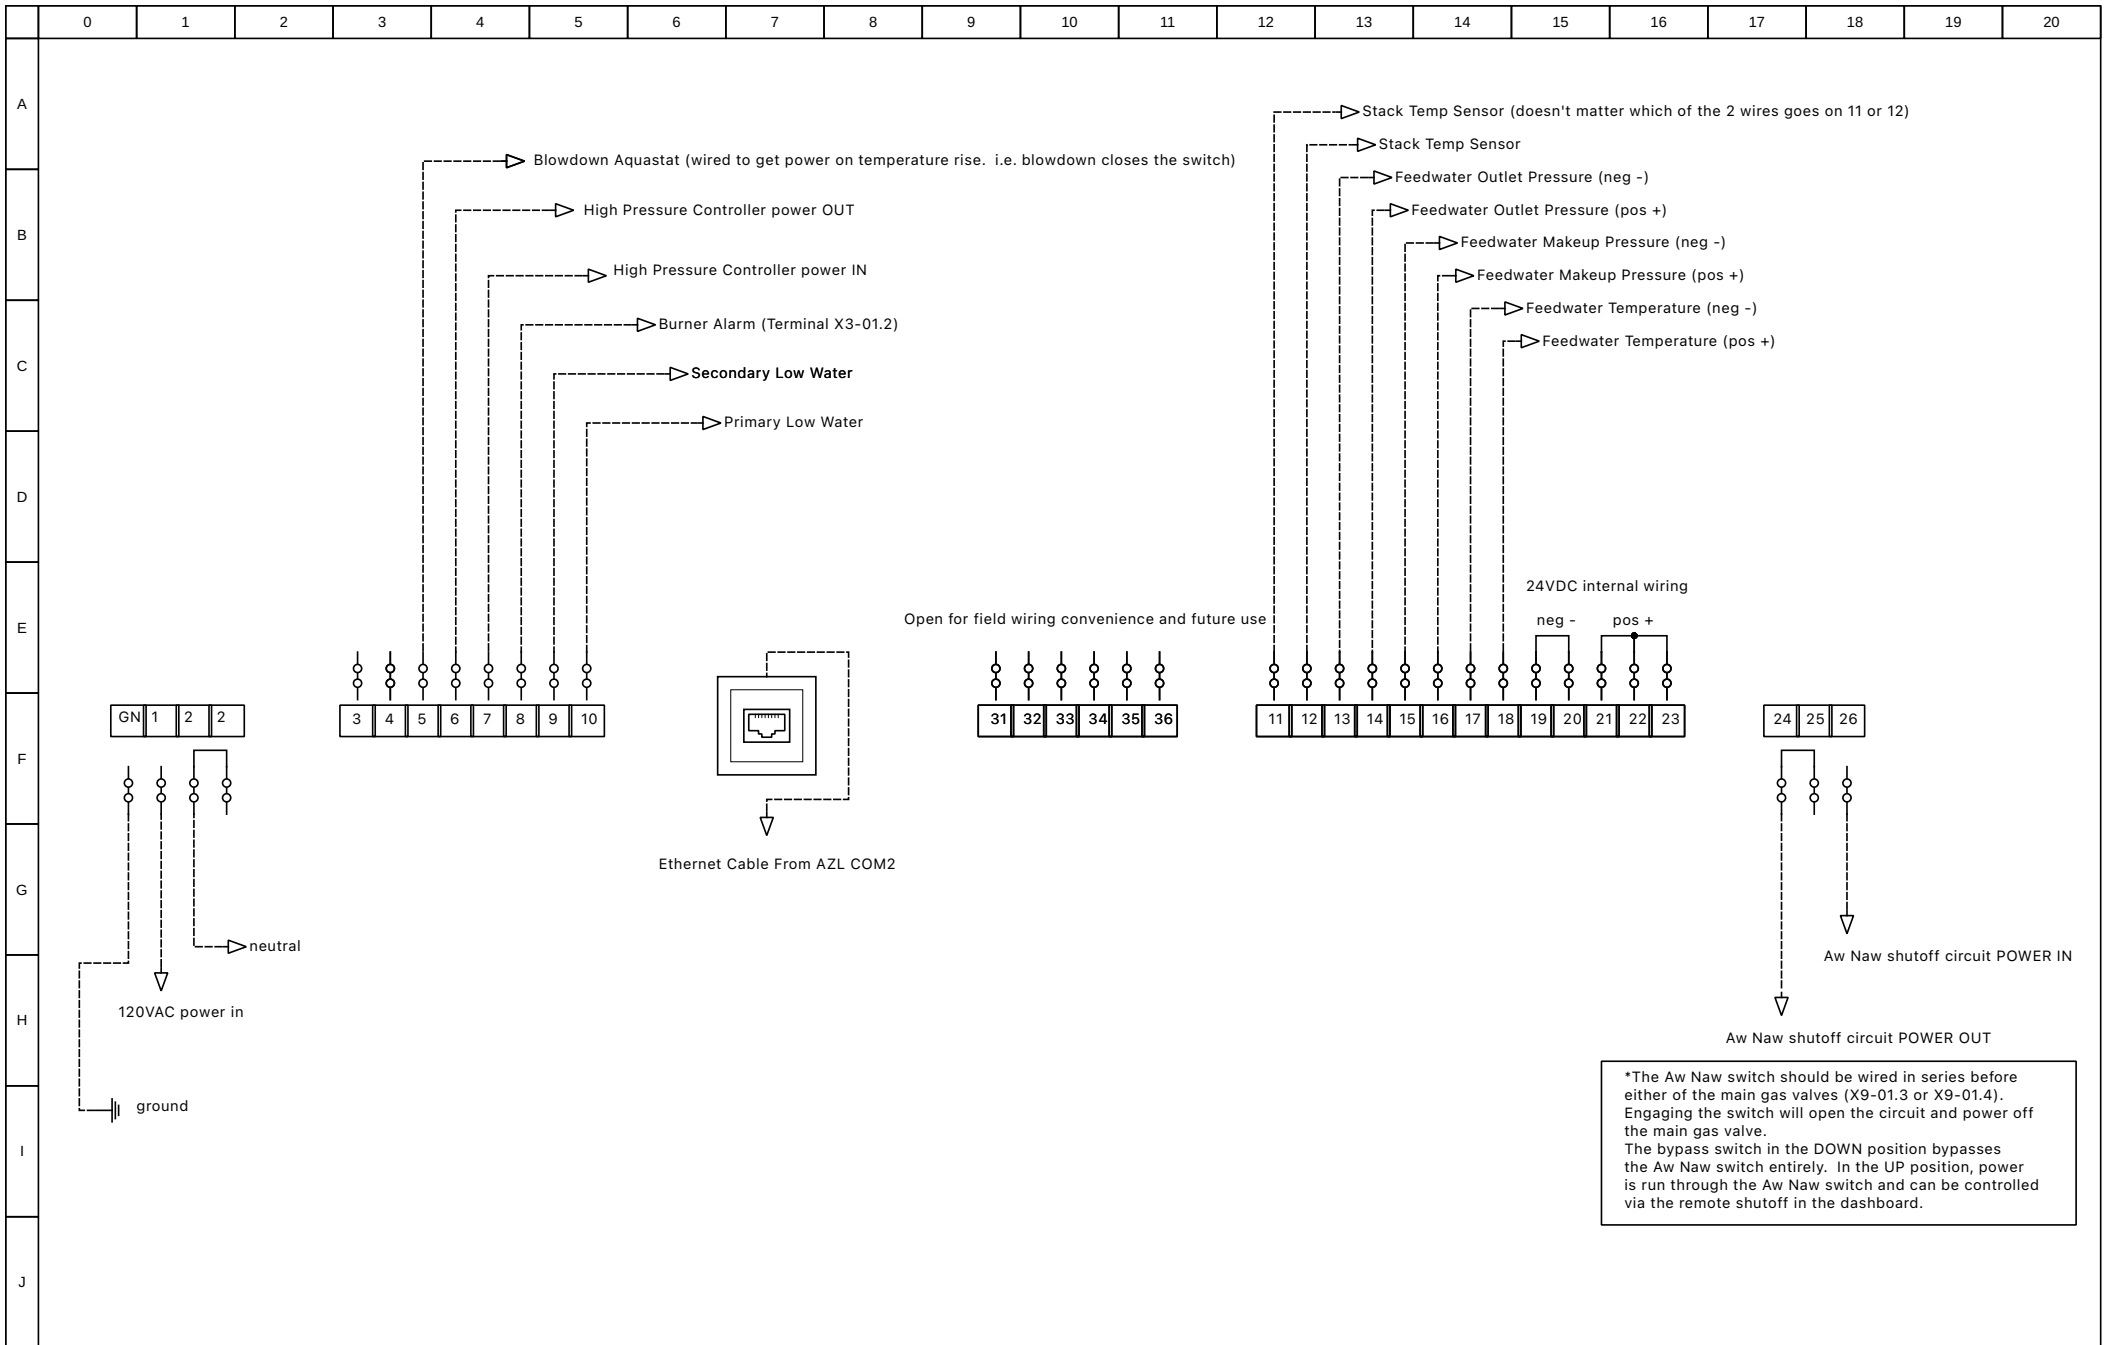 0 1 2 3 4 5 6 7 8 9 10 11 12 13 14 15 16 17 18 19 20
A
Stack Temp Sensor (doesn't matter which of the 2 wires goes on 11 or 12)
Stack Temp Sensor
Blowdown Aquastat (wired to get power on temperature rise.  i.e. blowdown closes the switch)
Feedwater Outlet Pressure (neg -)
B
High Pressure Controller power OUT
Feedwater Outlet Pressure (pos +)
Feedwater Makeup Pressure (neg -)
High Pressure Controller power IN
Feedwater Makeup Pressure (pos +)
Feedwater Temperature (neg -)
Burner Alarm (Terminal X3-01.2)
Feedwater Temperature (pos +)
C
Secondary Low Water
Primary Low Water
D
24VDC internal wiring
E
Open for field wiring convenience and future use
neg -
pos +
GN 1 2 2
3 4 5 6 7 8 9 10
31 32 33 34 35 36
11 12 13 14 15 16 17 18 19 20 21 22 23
24 25 26
F
Ethernet Cable From AZL COM2
G
neutral
Aw Naw shutoff circuit POWER IN
120VAC power in
H
Aw Naw shutoff circuit POWER OUT
*The Aw Naw switch should be wired in series before
either of the main gas valves (X9-01.3 or X9-01.4).
Engaging the switch will open the circuit and power off
the main gas valve.
The bypass switch in the DOWN position bypasses
the Aw Naw switch entirely.  In the UP position, power
is run through the Aw Naw switch and can be controlled
via the remote shutoff in the dashboard.
ground
I
J